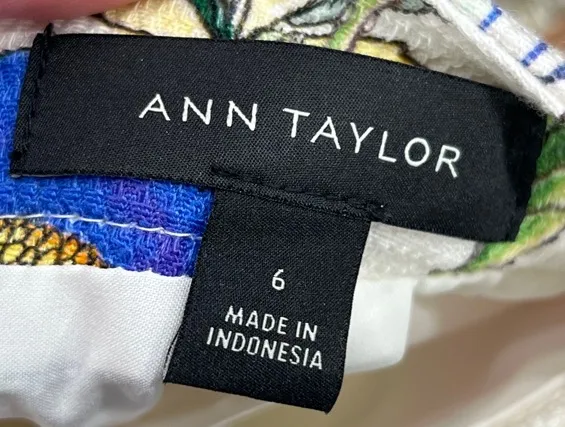 ANN TAYLOR
6
MADE IN
INDONESIA